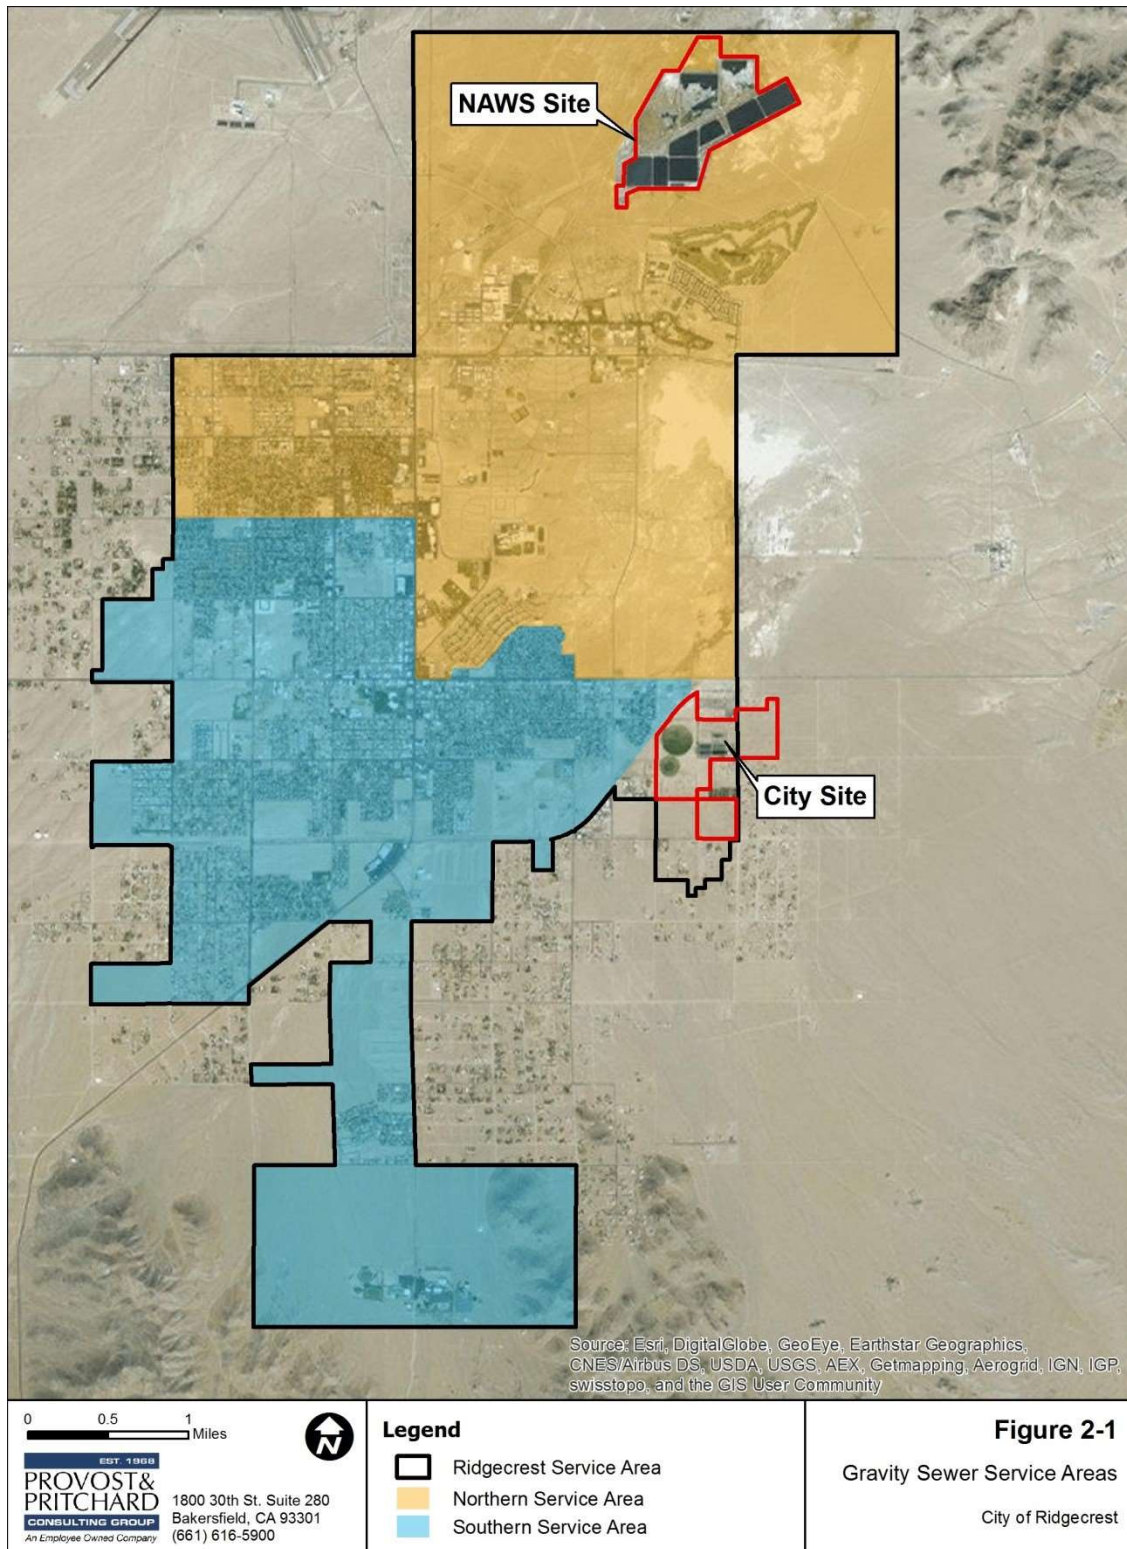 NAWS Site
City Site
Source: Esri, DigitalGlobe, GeoEye, Earthstar Geographics,
CNES/Airbus DS, USDA, USGS, AEX, Getmapping, Aerogrid, IGN, IGP,
swisstopo, and the GIS User Community
0 0.5 1
Miles
N
EST. 1968
PROVOST&
PRITCHARD
CONSULTING GROUP
An Employee Owned Company
1800 30th St. Suite 280
Bakersfield, CA 93301
(661) 616-5900
Legend
Ridgecrest Service Area
Northern Service Area
Southern Service Area
Figure 2-1
Gravity Sewer Service Areas
City of Ridgecrest